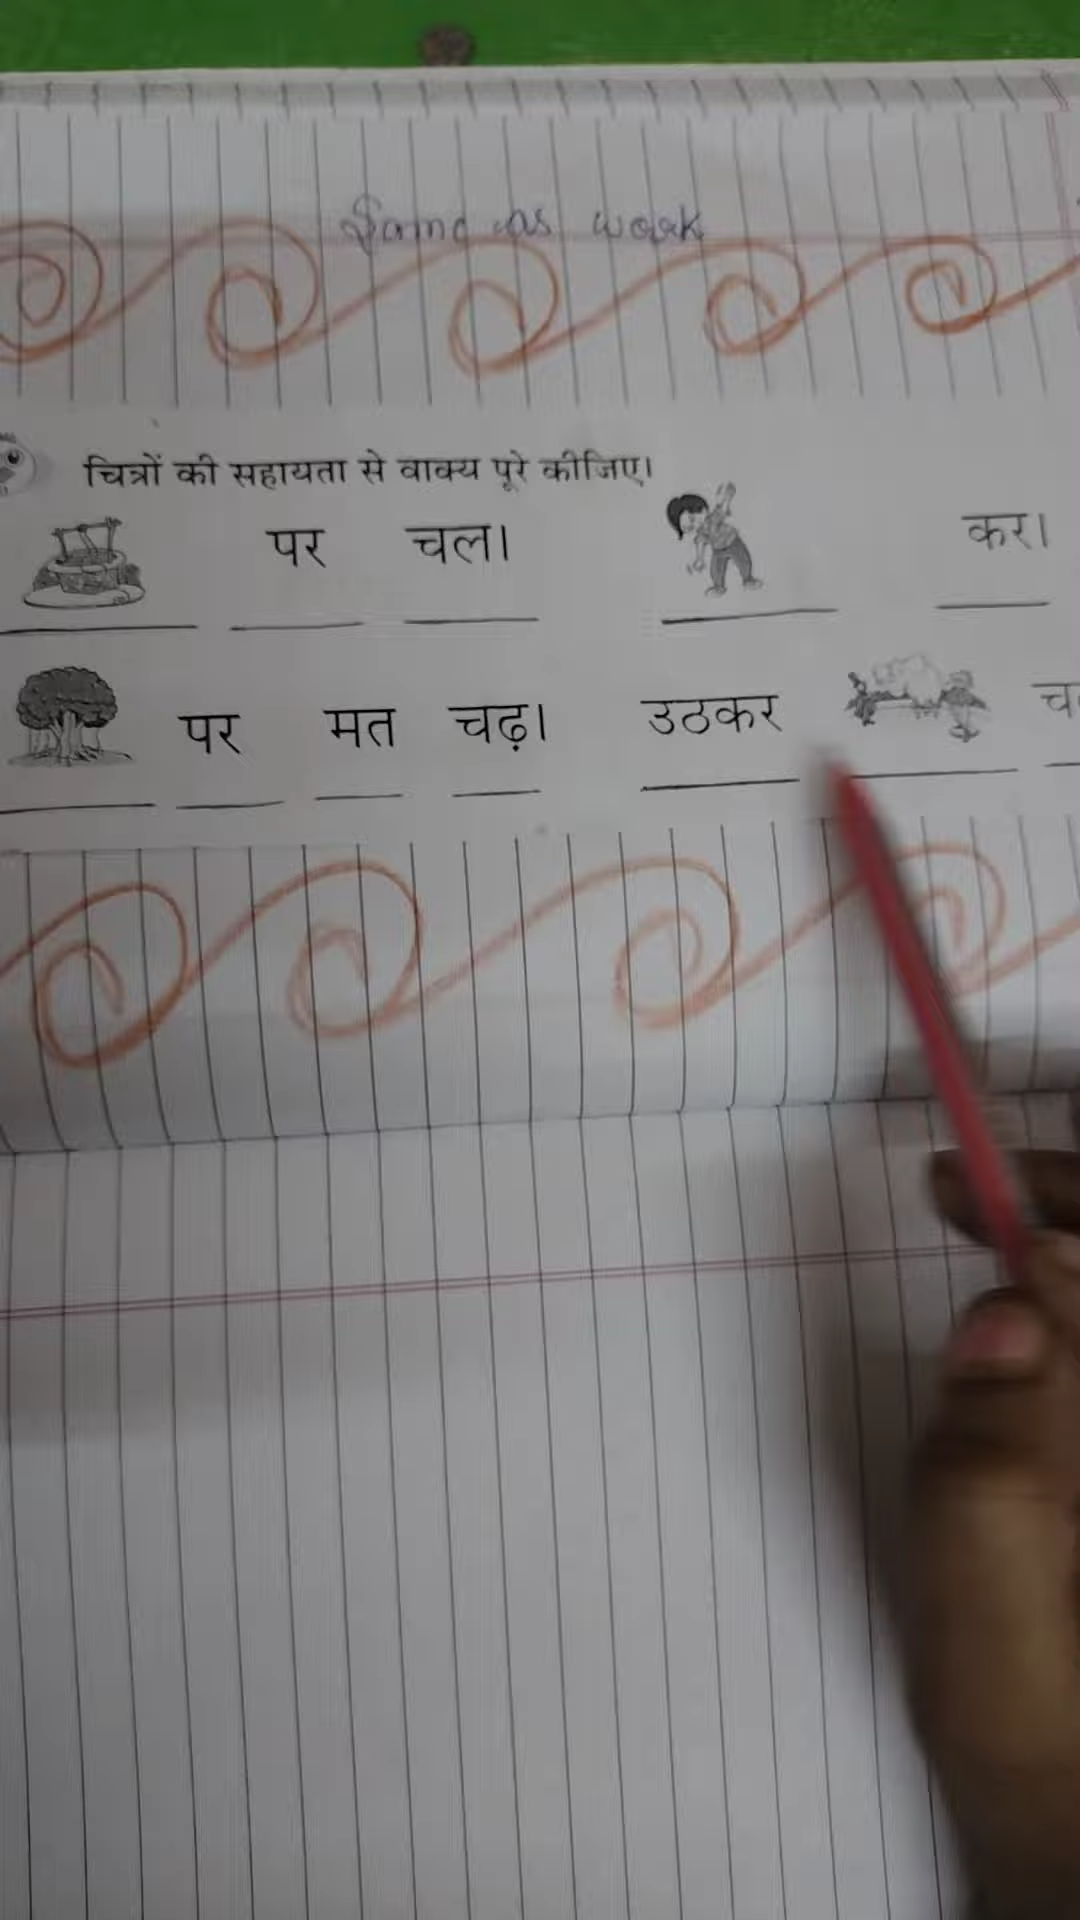 Same as work
चित्रों की सहायता से वाक्य पूरे कीजिए।
पर चल। कर।
पर मत चढ़। उठकर